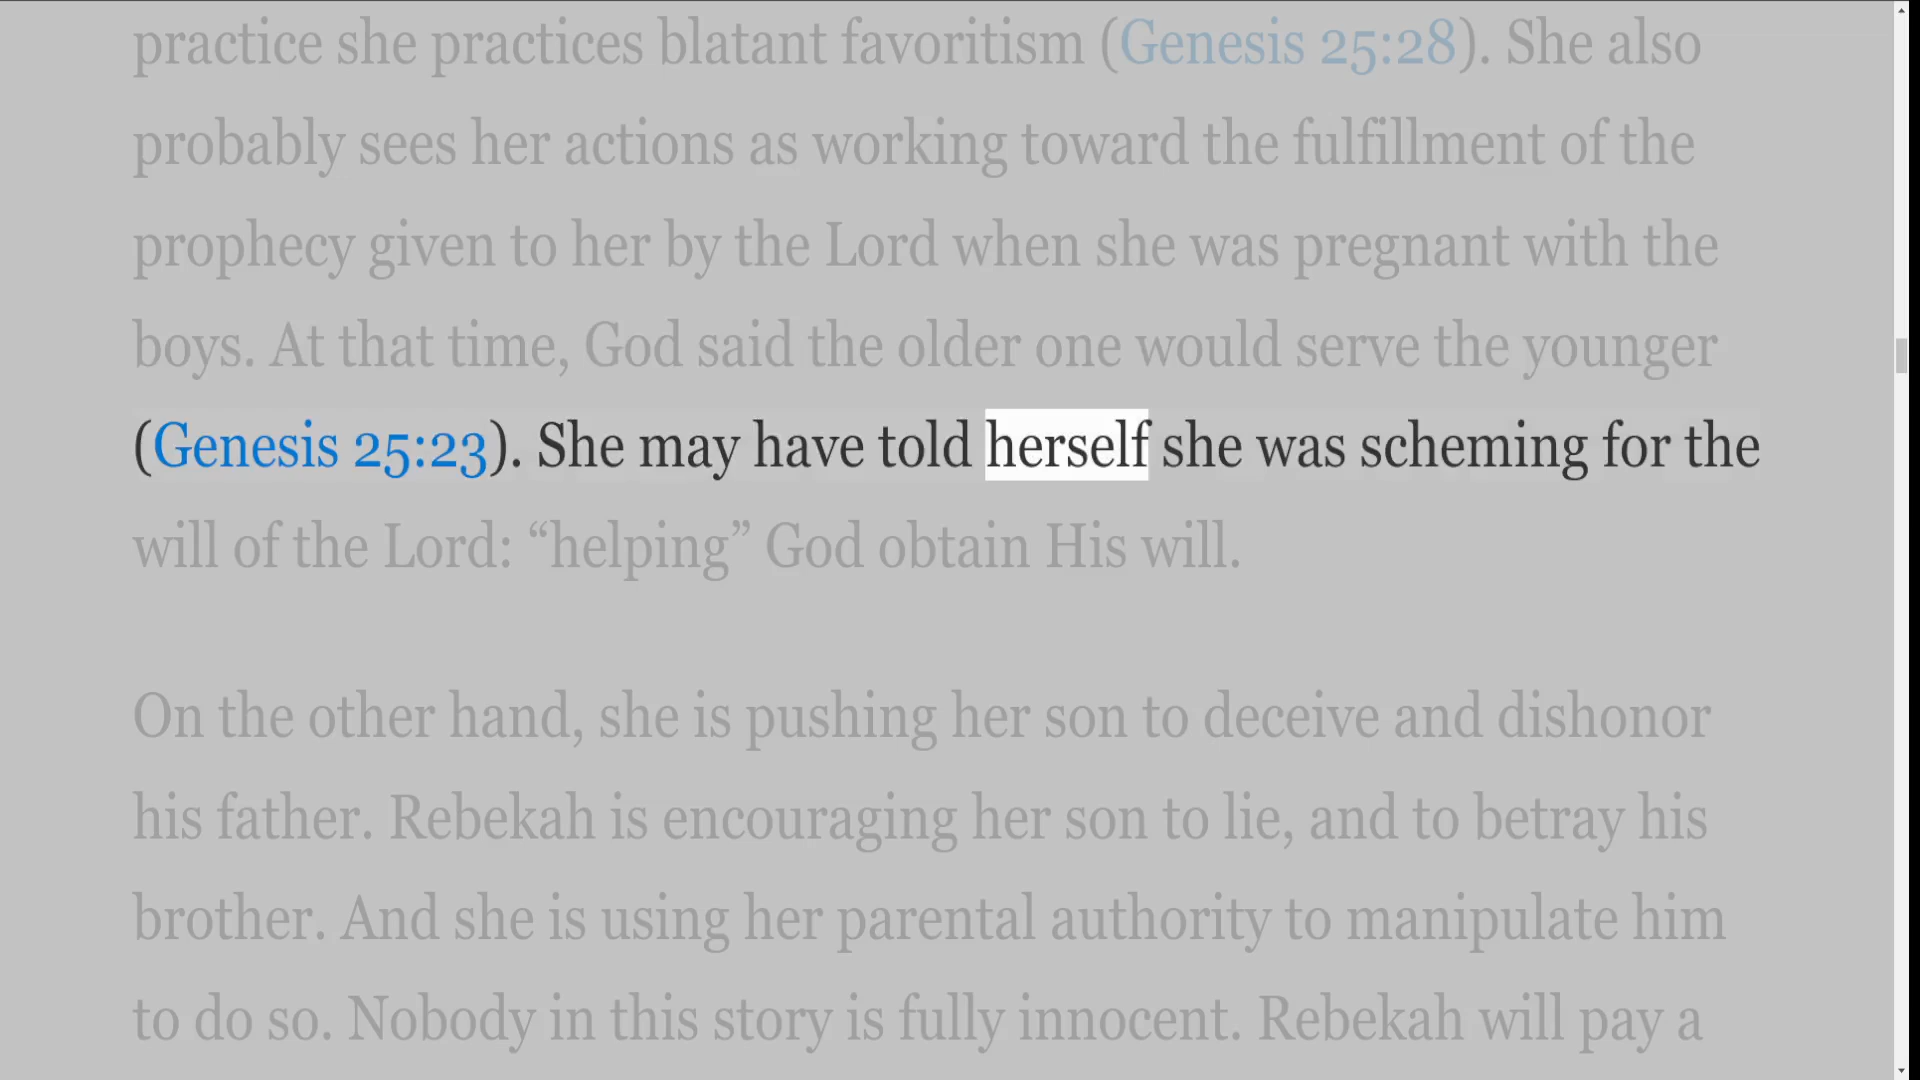 practice she practices blatant favoritism (Genesis 25:28). She also
probably sees her actions as working toward the fulfillment of the
prophecy given to her by the Lord when she was pregnant with the
boys. At that time, God said the older one would serve the younger
(Genesis 25:23). She may have told herself she was scheming for the
will of the Lord: “helping” God obtain His will.
On the other hand, she is pushing her son to deceive and dishonor
his father. Rebekah is encouraging her son to lie, and to betray his
brother. And she is using her parental authority to manipulate him
to do so. Nobody in this story is fully innocent. Rebekah will pay a